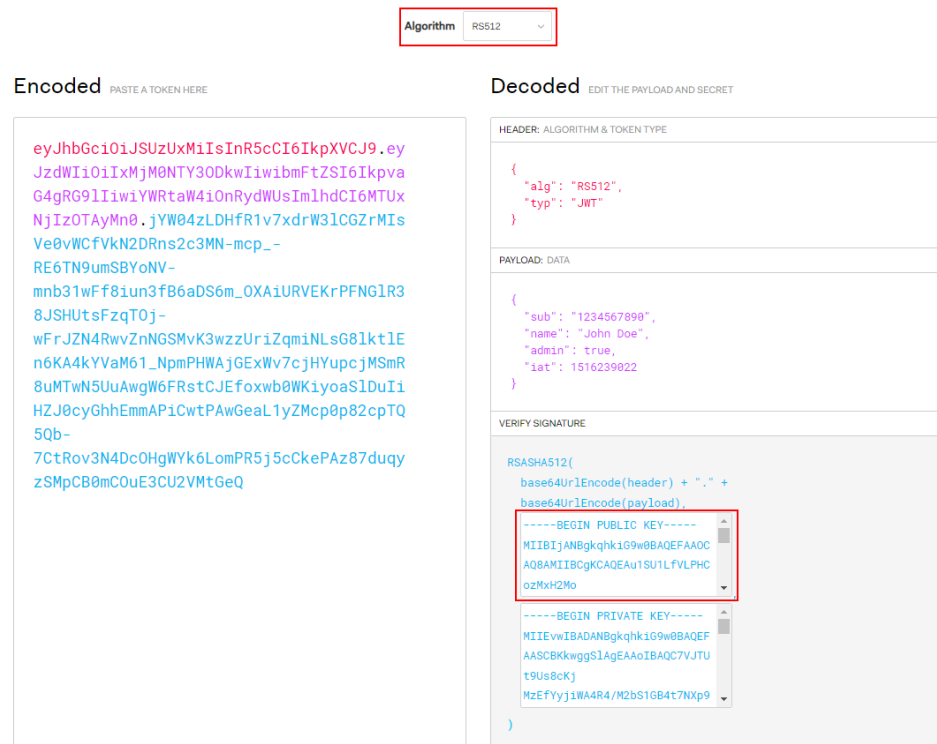 Algorithm RS512
Encoded PASTE A TOKEN HERE
eyJhbGciOiJSUzUxMiIsInR5cCI6IkpXVCJ9.ey
JzdWIiOiIxMjM0NTY3ODkwIiwibmFtZSI6Ikpva
G4gRG9lIiwiYWRtaW4iOnRydWUsImlhdCI6MTUx
NjIzOTAyMn0.jYW04zLDHfR1v7xdrW3lCGZrMIs
Ve0vWCfVkN2DRns2c3MN-mcp_-
RE6TN9umSBYoNV-
mnb31wFf8iun3fB6aDS6m_OXAiURVEKrPFNGlR3
8JSHUtsFzqTOj-
wFrJZN4RwvZnNGSMvK3wzzUriZqmiNLsG8lktlE
n6KA4kYVaM61_NpmPHWAjGExWv7cjHYupcjMSmR
8uMTwN5UuAwgW6FRstCJEfoxwb0WKiyoaSlDuIi
HZJ0cyGhhEmmAPiCwtPAwGeaL1yZMcp0p82cpTQ
5Qb-
7CtRov3N4DcOHgWYk6LomPR5j5cCkePAz87duqy
zSMpCB0mCOuE3CU2VMtGeQ
Decoded EDIT THE PAYLOAD AND SECRET
HEADER: ALGORITHM & TOKEN TYPE
{
"alg": "RS512",
"typ": "JWT"
}
PAYLOAD: DATA
{
"sub": "1234567890",
"name": "John Doe",
"admin": true,
"iat": 1516239022
}
VERIFY SIGNATURE
RSASHA512(
base64UrlEncode(header) + "." +
base64UrlEncode(payload),
-----BEGIN PUBLIC KEY-----
MIIBIjANBgkqhkiG9w0BAQEFAAOC
AQ8AMIIBCgKCAQEAu1SU1LfVLPHC
ozMxH2Mo
,
-----BEGIN PRIVATE KEY-----
MIIEvwIBADANBgkqhkiG9w0BAQEF
AASCBKkwggSlAgEAAoIBAQC7VJTU
t9Us8cKj
MzEfYyjiWA4R4/M2bS1GB4t7NXp9
)